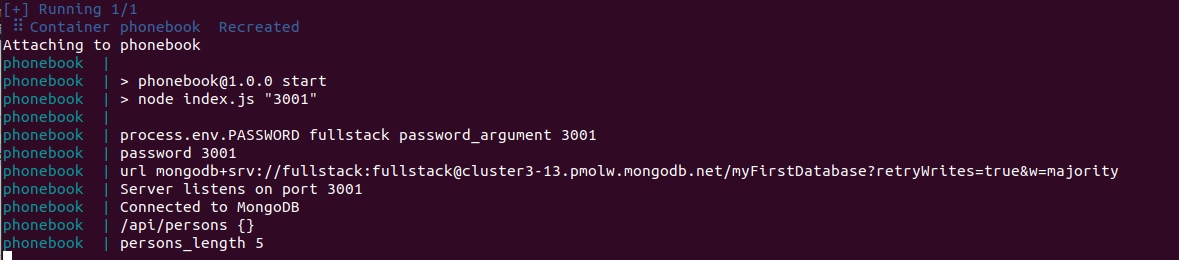 [+] Running 1/1
⠿ Container phonebook  Recreated
Attaching to phonebook
phonebook  |
phonebook  | > phonebook@1.0.0 start
phonebook  | > node index.js "3001"
phonebook  |
phonebook  | process.env.PASSWORD fullstack password_argument 3001
phonebook  | password 3001
phonebook  | url mongodb+srv://fullstack:fullstack@cluster3-13.pmolw.mongodb.net/myFirstDatabase?retryWrites=true&w=majority
phonebook  | Server listens on port 3001
phonebook  | Connected to MongoDB
phonebook  | /api/persons {}
phonebook  | persons_length 5